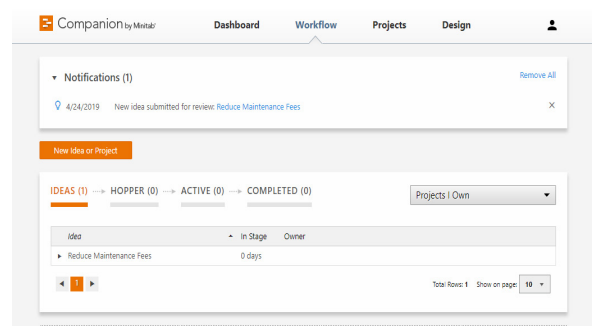 Companion by Minitab®
Dashboard Workflow Projects Design
Notifications (1) Remove All
4/24/2019 New idea submitted for review: Reduce Maintenance Fees
New Idea or Project
IDEAS (1) HOPPER (0) ACTIVE (0) COMPLETED (0) Projects I Own
Idea In Stage Owner
Reduce Maintenance Fees 0 days
1 Total Rows: 1 Show on page: 10